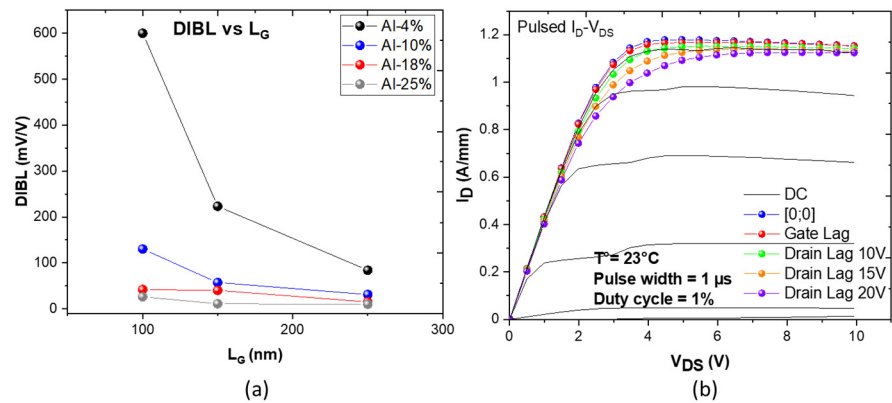 DIBL vs L_G
Al-4%
Al-10%
Al-18%
Al-25%
DIBL (mV/V)
600
500
400
300
200
100
0
100
200
300
L_G (nm)
(a)
Pulsed I_D-V_DS
I_D (A/mm)
1.2
1
0.8
0.6
0.4
0.2
0
0
2
4
6
8
10
DC
[0;0]
Gate Lag
Drain Lag 10V
Drain Lag 15V
Drain Lag 20V
T°= 23°C
Pulse width = 1 µs
Duty cycle = 1%
V_DS (V)
(b)